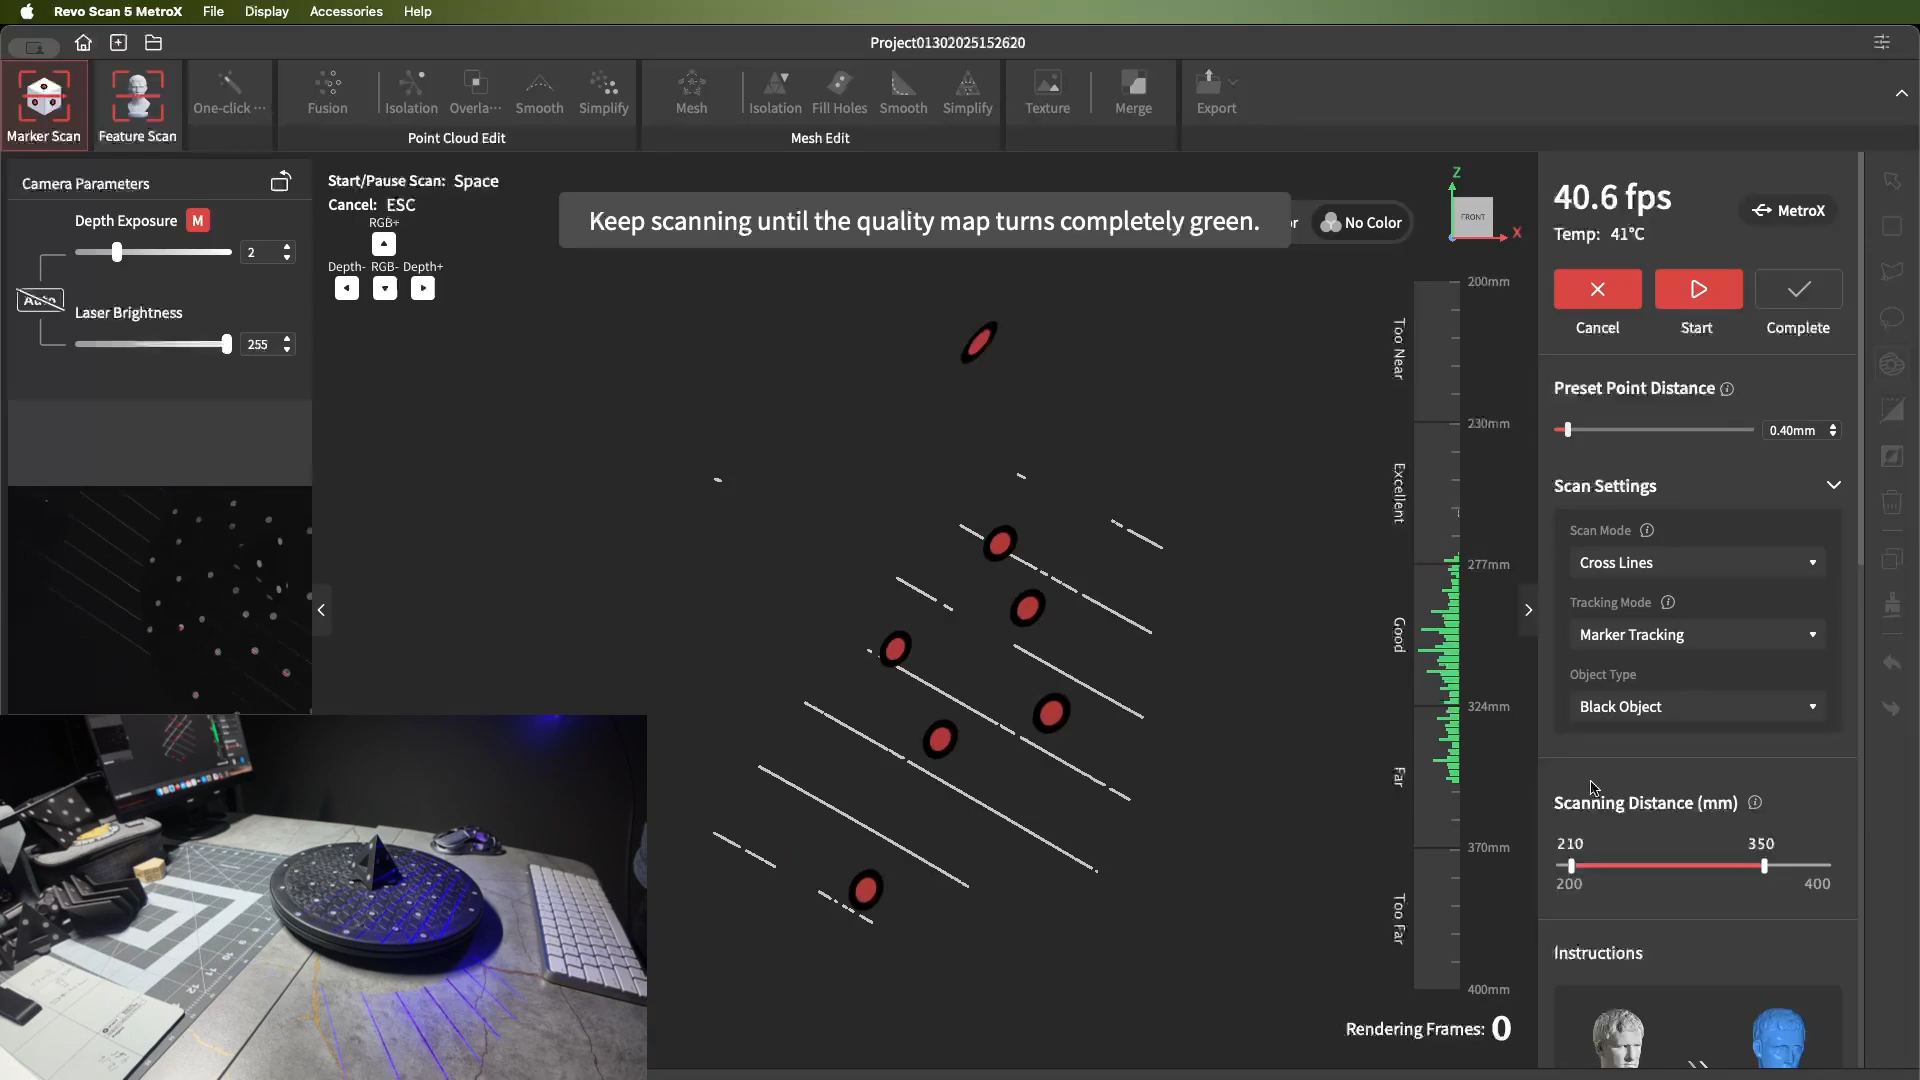 Revo Scan 5 MetroX File Display Accessories Help
Project01302025152620
Marker Scan
Feature Scan
One-click ···
Fusion
Isolation
Overla···
Smooth
Simplify
Point Cloud Edit
Mesh
Isolation
Fill Holes
Smooth
Simplify
Mesh Edit
Texture
Merge
Export
Camera Parameters
Depth Exposure M
2
Auto
Laser Brightness
255
Start/Pause Scan: Space
Cancel: ESC
RGB+
Depth- RGB- Depth+
Keep scanning until the quality map turns completely green.
or
No Color
Z
FRONT
X
200mm
Too Near
230mm
Excellent
277mm
Good
324mm
Far
370mm
Too Far
400mm
Rendering Frames: 0
40.6 fps
MetroX
Temp: 41°C
Cancel
Start
Complete
Preset Point Distance
0.40mm
Scan Settings
Scan Mode
Cross Lines
Tracking Mode
Marker Tracking
Object Type
Black Object
Scanning Distance (mm)
210 350
200 400
Instructions